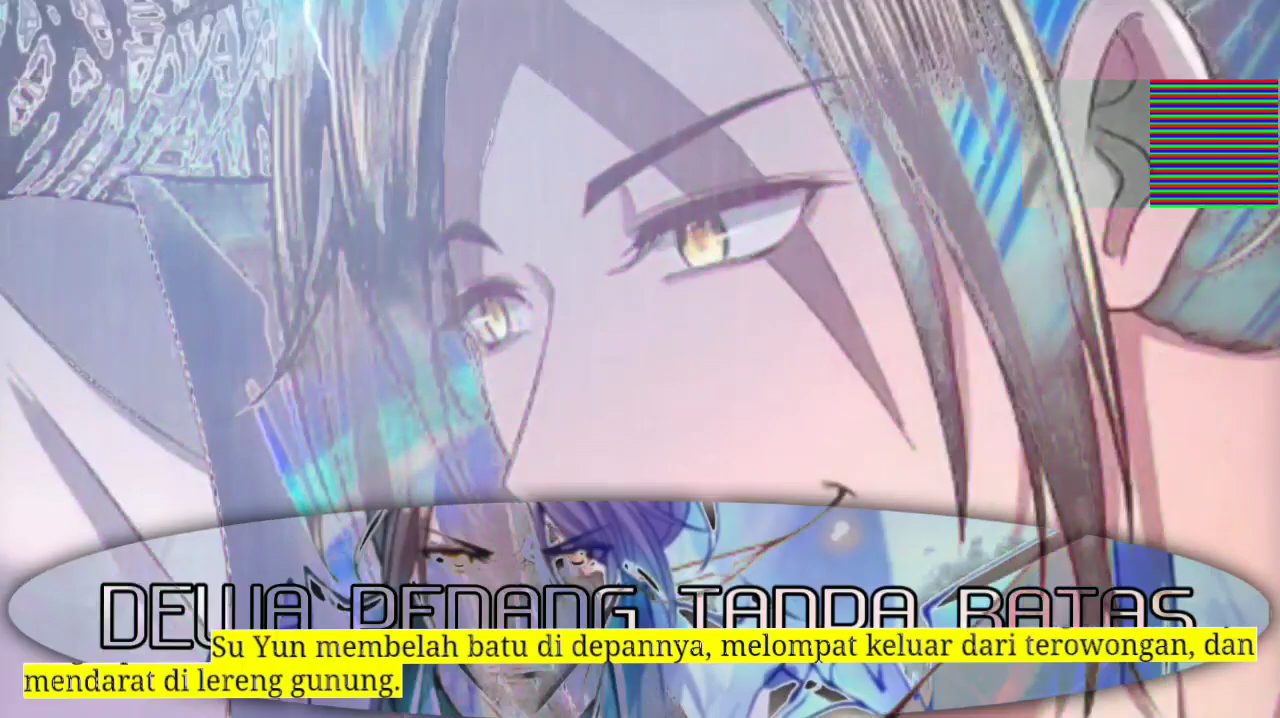 DEWA PEDANG TANPA BATAS
Su Yun membelah batu di depannya, melompat keluar dari terowongan, dan
mendarat di lereng gunung.